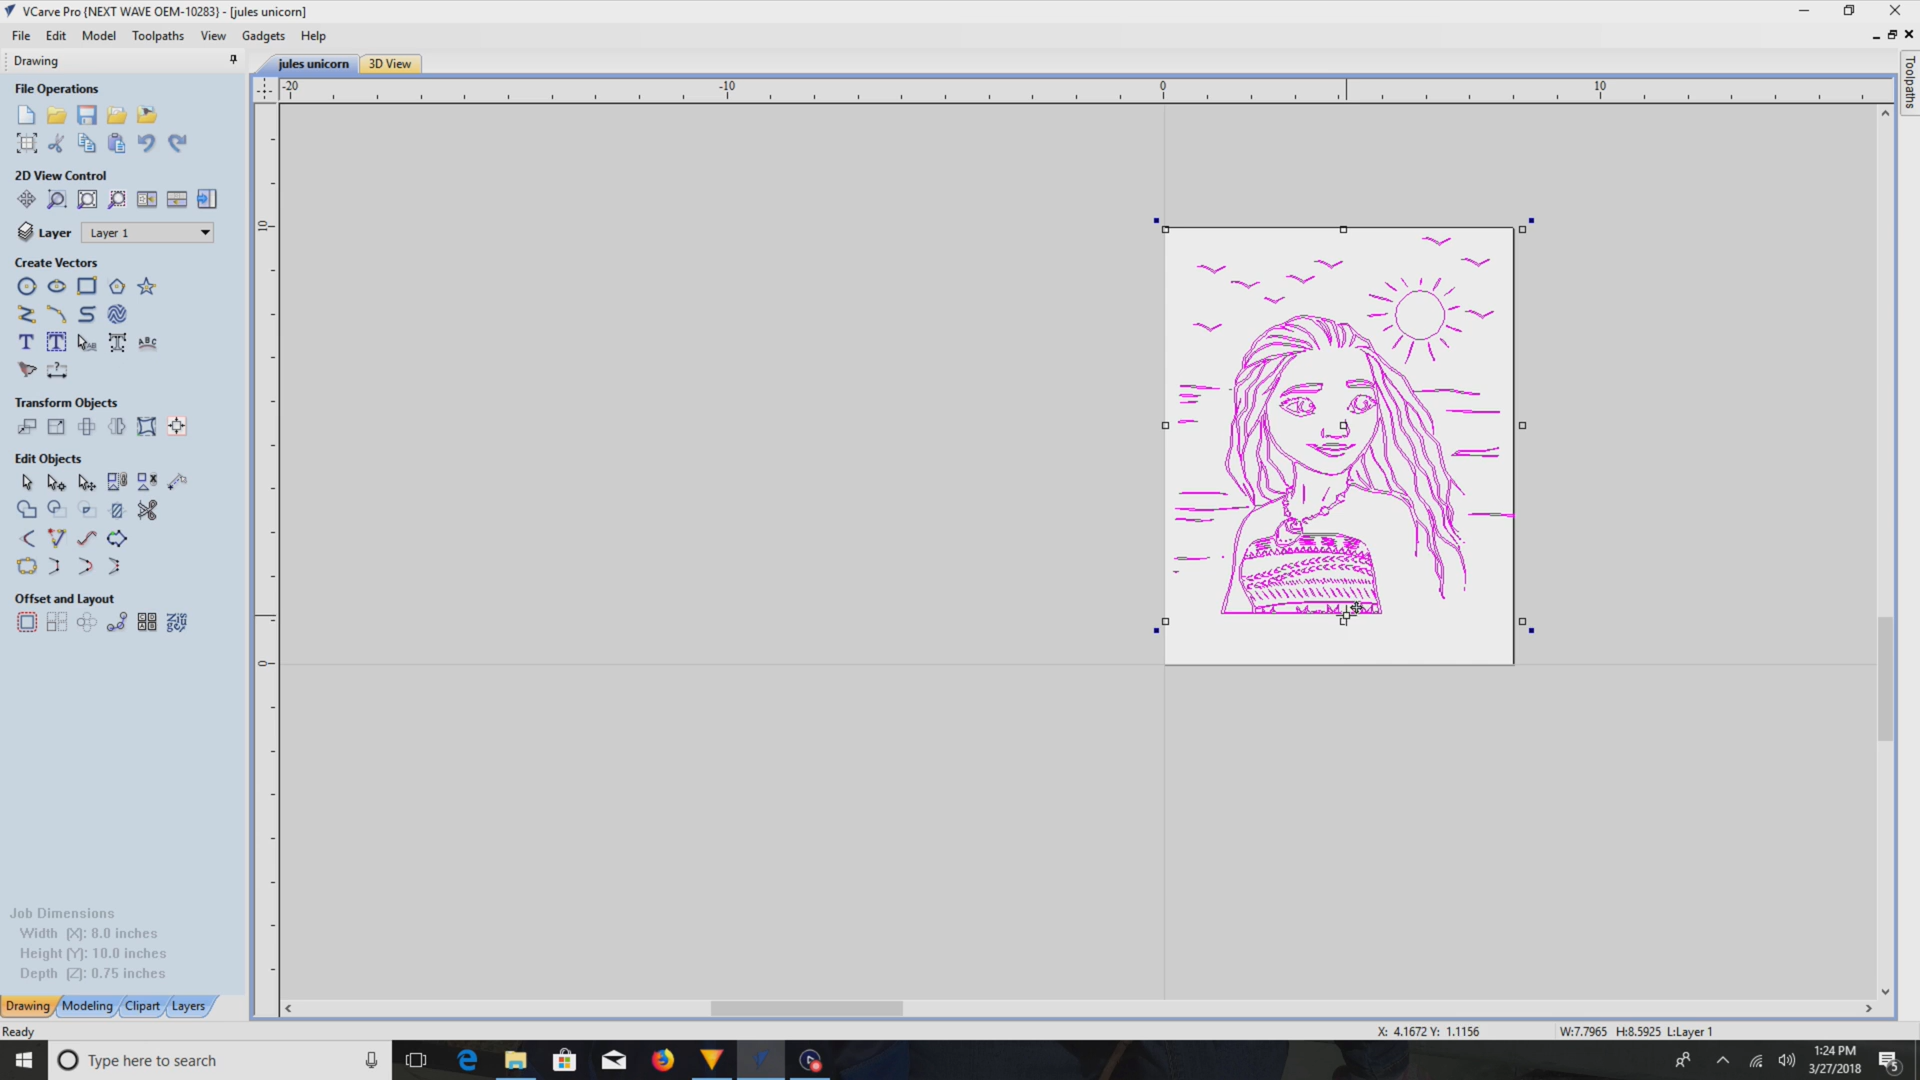 VCarve Pro {NEXT WAVE OEM-10283} - [jules unicorn]
File Edit Model Toolpaths View Gadgets Help
Drawing
jules unicorn 3D View
Toolpaths
-20 -10 0 10
File Operations
2D View Control
10
Layer Layer 1
Create Vectors
Transform Objects
Edit Objects
Offset and Layout
0
Job Dimensions
Width (X): 8.0 inches
Height (Y): 10.0 inches
Depth (Z): 0.75 inches
Drawing Modeling Clipart Layers
Ready X: 4.1672 Y: 1.1156 W:7.7965 H:8.5925 L:Layer 1
Type here to search
1:24 PM
3/27/2018
5